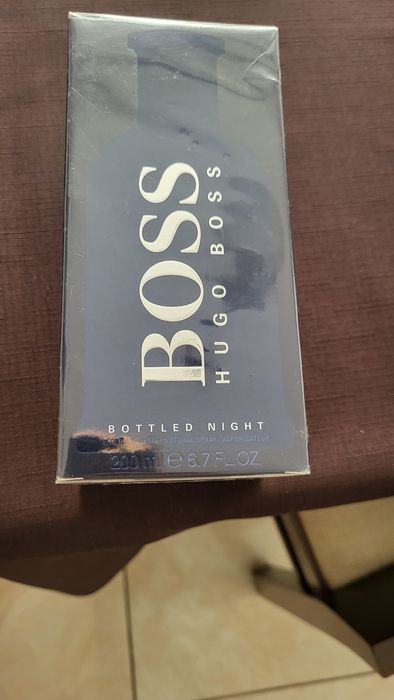 BOSS
HUGO BOSS
BOTTLED NIGHT
NATURAL SPRAY · VAPORISATEUR
200 ml ℮ 6.7 FL.OZ